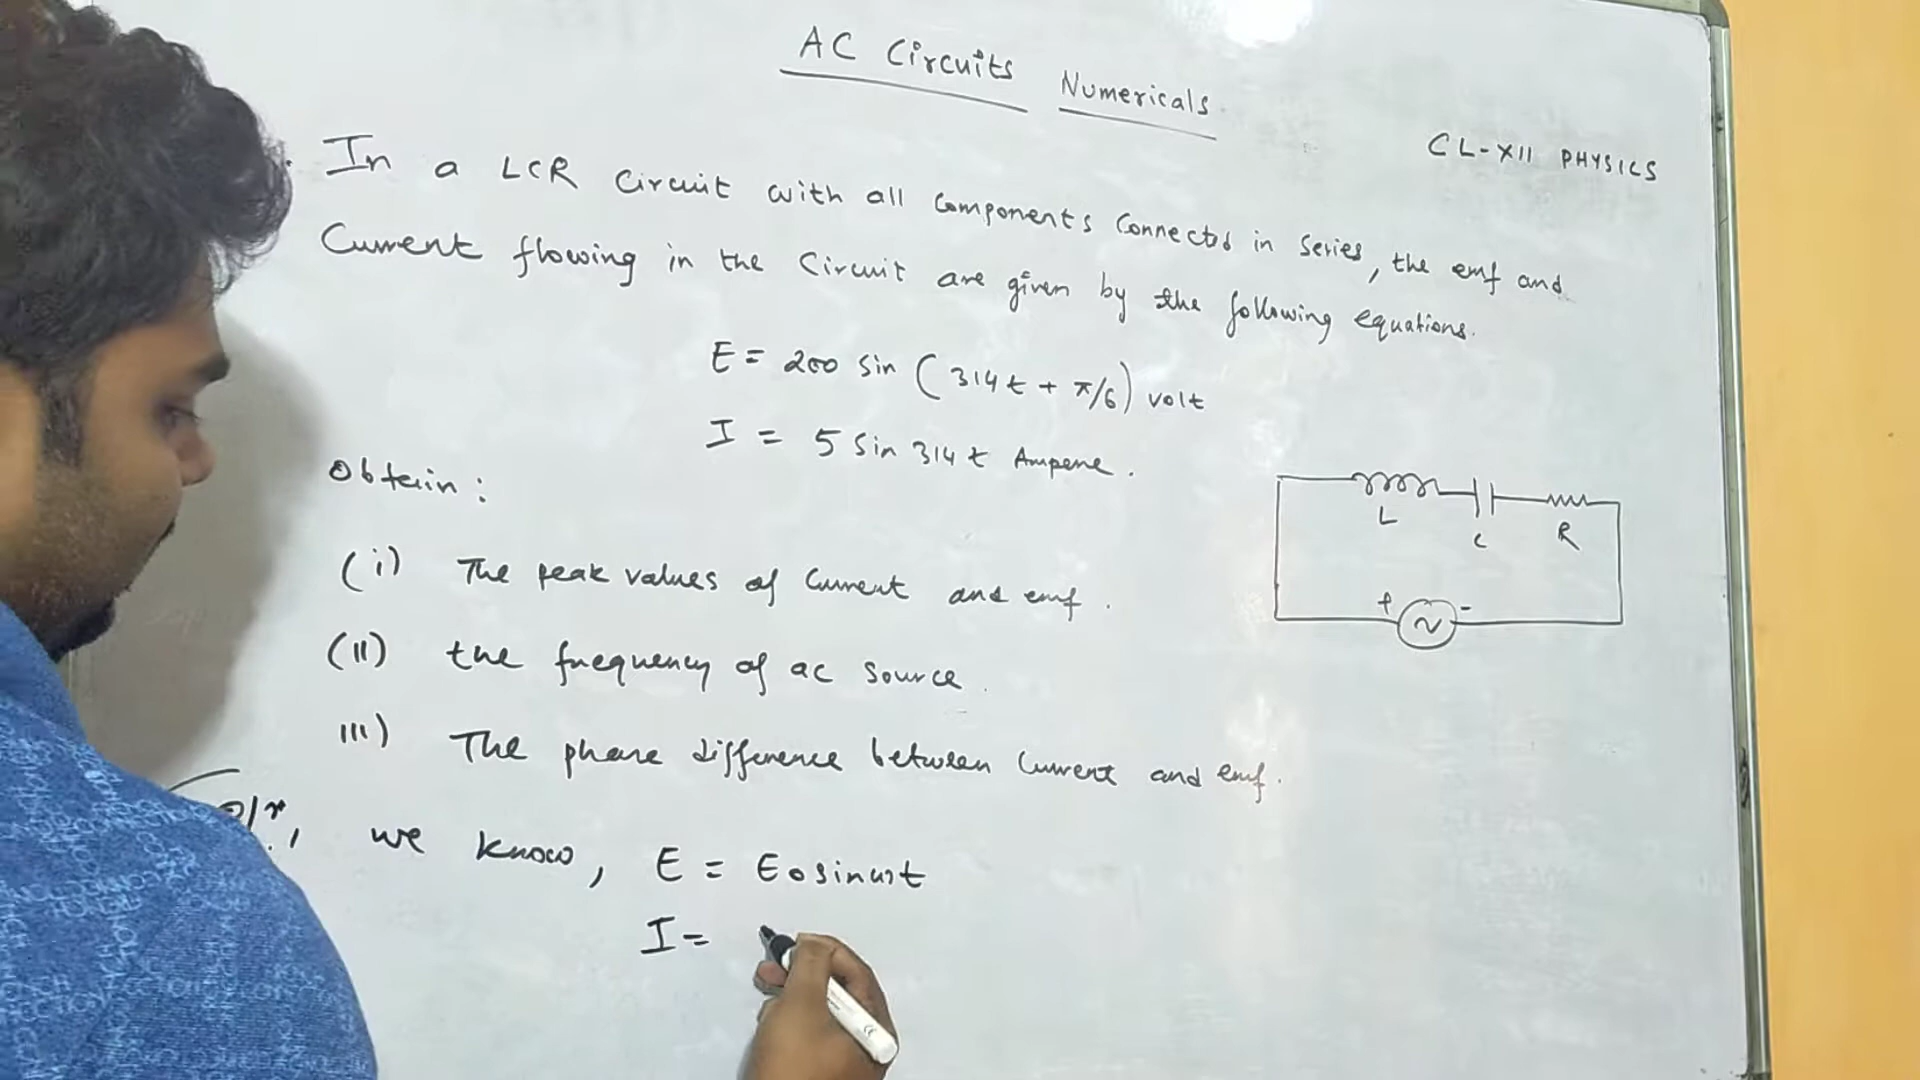 AC Circuits Numericals
CL-XII PHYSICS
In a LCR Circuit with all Components Connected in Series, the emf and
Current flowing in the Circuit are given by the following equations.
E = 200 Sin (314t + π/6) volt
I = 5 Sin 314t Ampere.
Obtain:
(i) The peak values of Current and emf.
(II) the frequency of ac source.
III) The phase difference between Current and emf.
L
C
R
+ ~ -
we know, E = E0 sinωt
I =